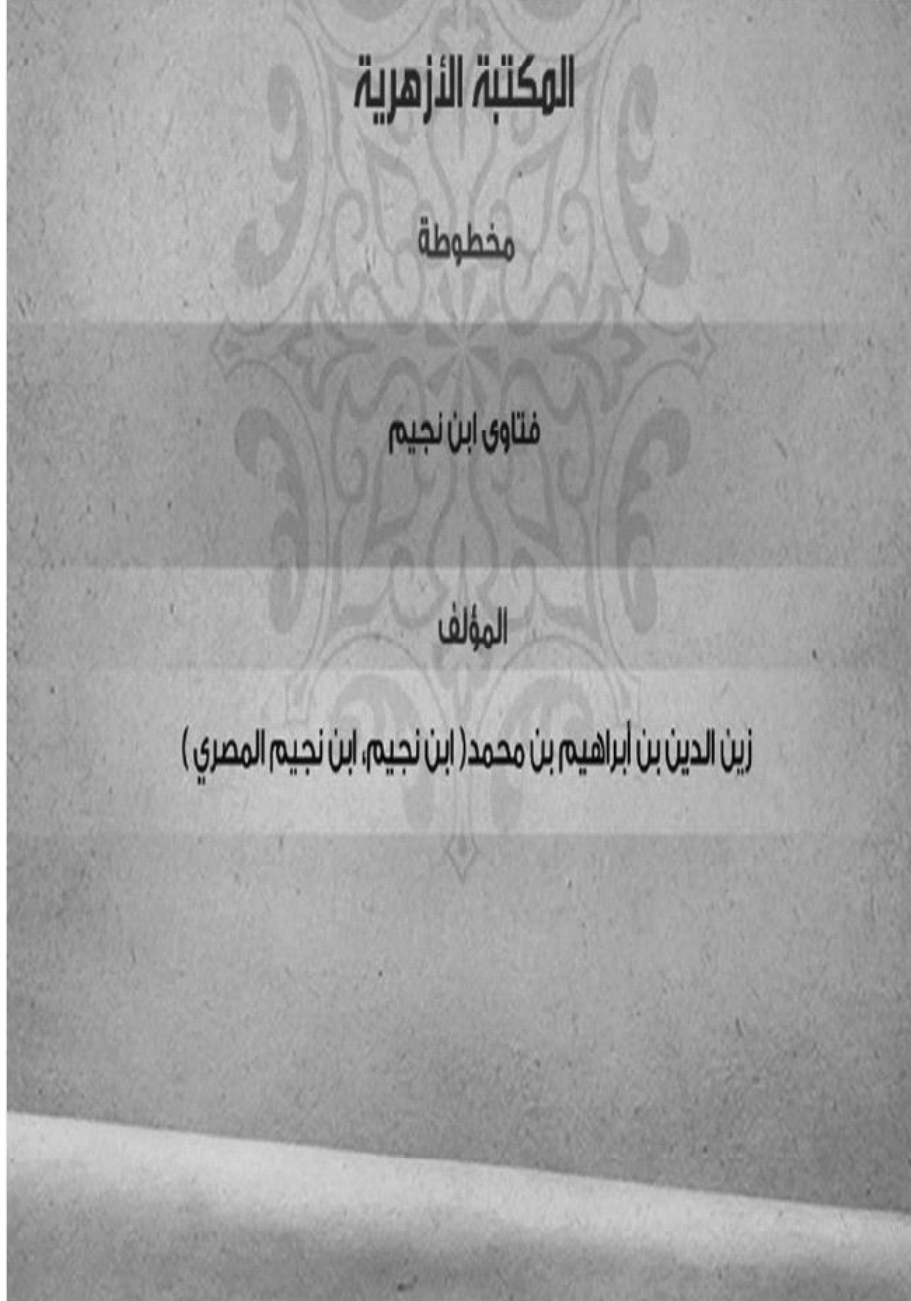 المكتبة الأزهرية
مخطوطة
فتاوى ابن نجيم
المؤلف
زين الدين بن أبراهيم بن محمد( ابن نجيم، ابن نجيم المصري )